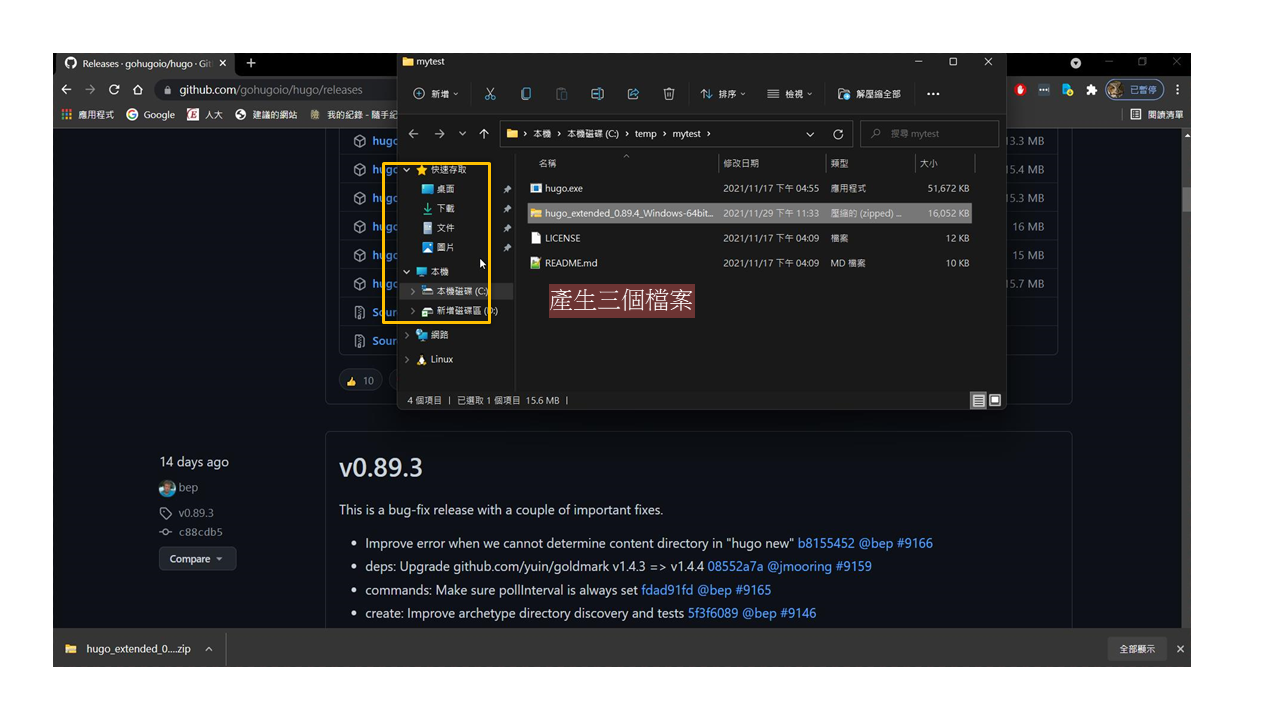 Releases · gohugoio/hugo · Git
github.com/gohugoio/hugo/releases
已暫停
應用程式
Google
人大
建議的網站
我的紀錄 - 隨手紀
閱讀清單
mytest
新增
排序
檢視
解壓縮全部
本機 > 本機磁碟 (C:) > temp > mytest >
搜尋 mytest
快速存取
桌面
下載
文件
圖片
本機
本機磁碟 (C:)
新增磁碟區 (D:)
網路
Linux
名稱 修改日期 類型 大小
hugo.exe 2021/11/17 下午 04:55 應用程式 51,672 KB
hugo_extended_0.89.4_Windows-64bit... 2021/11/29 下午 11:33 壓縮的 (zipped) ... 16,052 KB
LICENSE 2021/11/17 下午 04:09 檔案 12 KB
README.md 2021/11/17 下午 04:09 MD 檔案 10 KB
產生三個檔案
4 個項目 | 已選取 1 個項目 15.6 MB |
hugo 13.3 MB
hugo 15.4 MB
hugo 15.3 MB
hugo 16 MB
hugo 15 MB
hugo 15.7 MB
Sour
Sour
10
14 days ago
bep
v0.89.3
c88cdb5
Compare
v0.89.3
This is a bug-fix release with a couple of important fixes.
• Improve error when we cannot determine content directory in "hugo new" b8155452 @bep #9166
• deps: Upgrade github.com/yuin/goldmark v1.4.3 => v1.4.4 08552a7a @jmooring #9159
• commands: Make sure pollInterval is always set fdad91fd @bep #9165
• create: Improve archetype directory discovery and tests 5f3f6089 @bep #9146
hugo_extended_0....zip
全部顯示